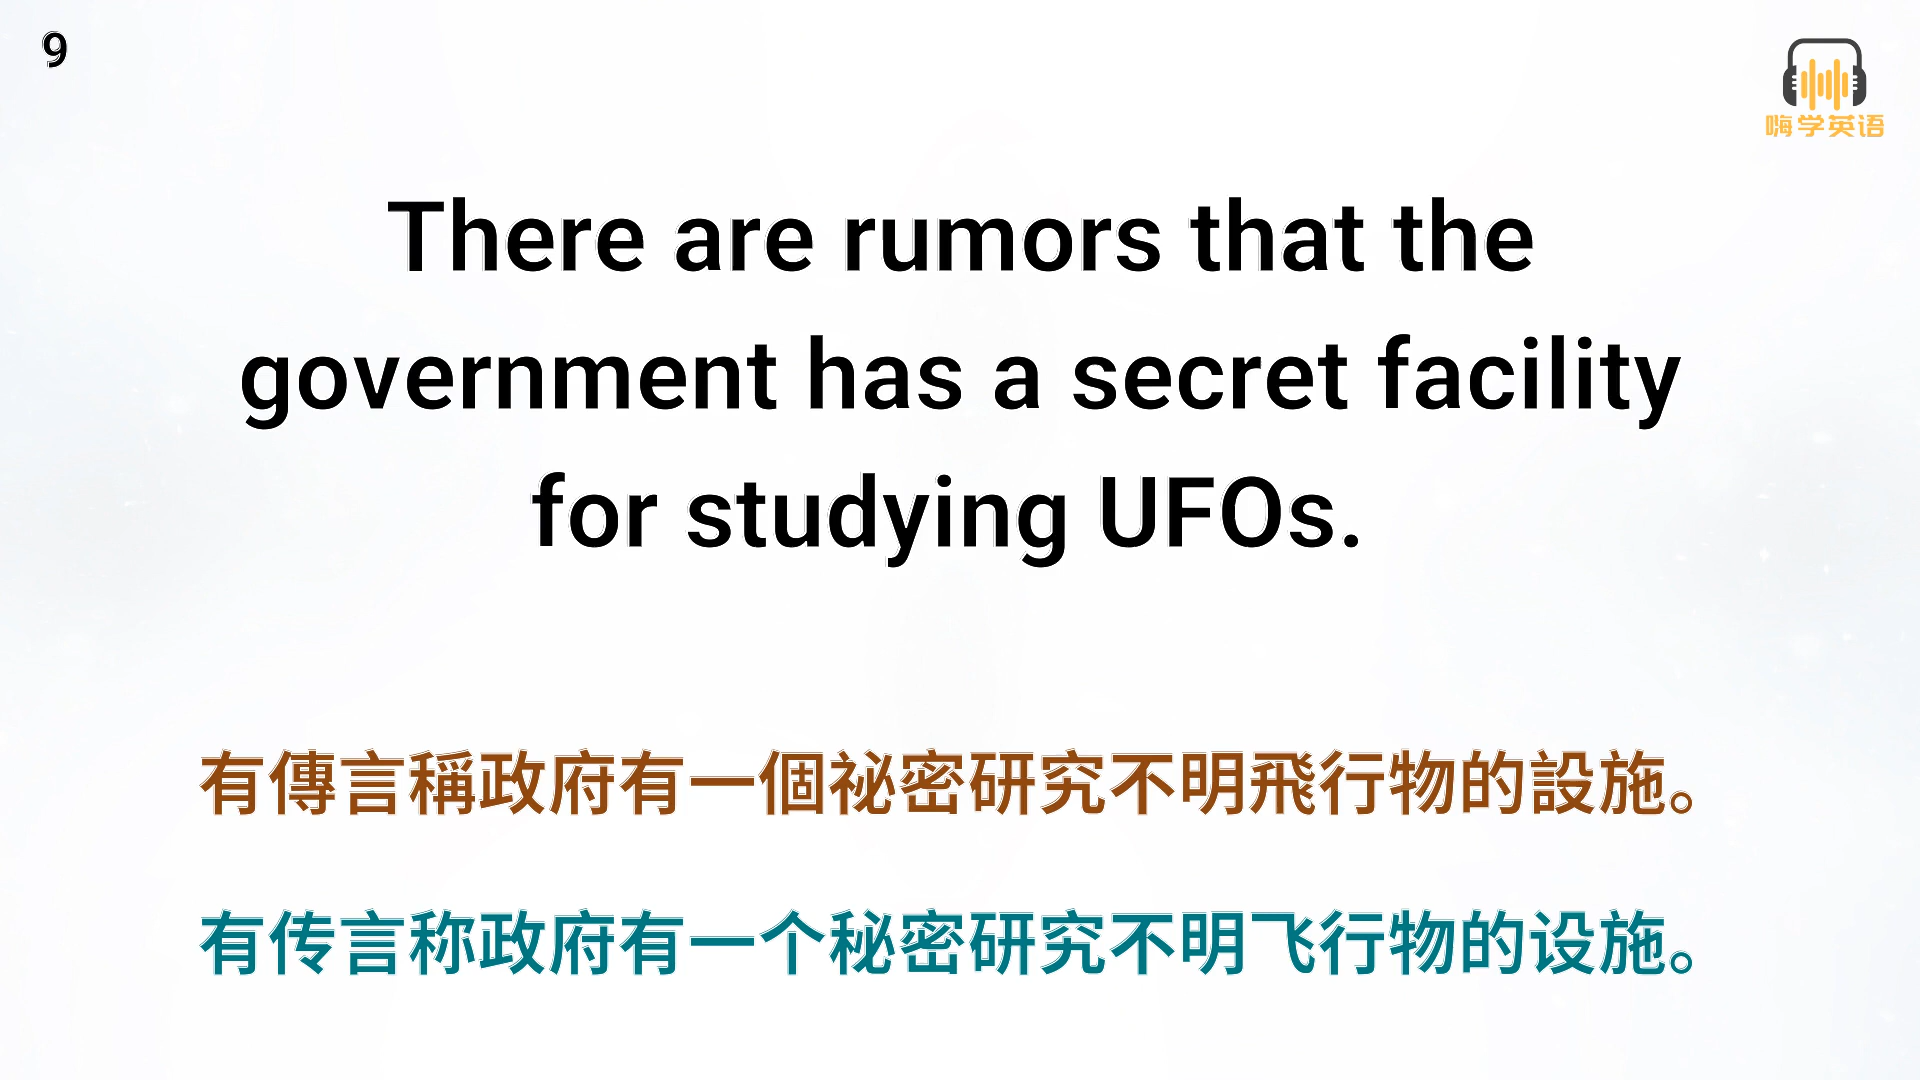 9
嗨学英语
There are rumors that the
government has a secret facility
for studying UFOs.
有傳言稱政府有一個祕密研究不明飛行物的設施。
有传言称政府有一个秘密研究不明飞行物的设施。